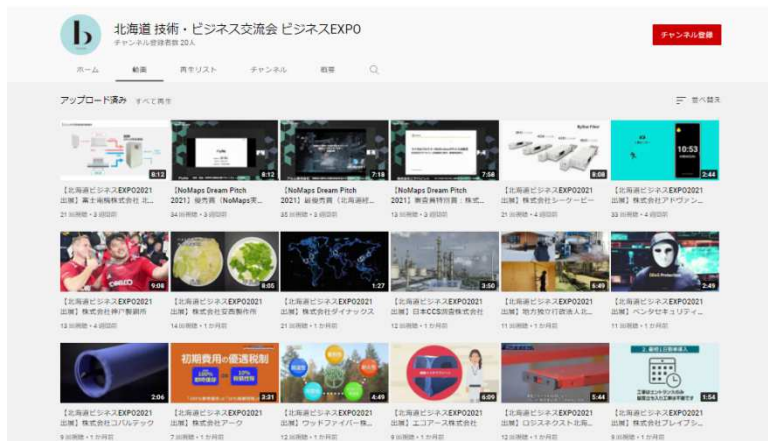 北海道 技術・ビジネス交流会 ビジネスEXPO
チャンネル登録者数 20人
チャンネル登録
ホーム 動画 再生リスト チャンネル 概要
アップロード済み すべて再生
並べ替え
8:12
8:12
7:18
7:58
8:08
2:44
10:53
【北海道ビジネスEXPO2021
出展】富士電機株式会社 北...
21 回視聴・3 週間前
【NoMaps Dream Pitch
2021】優秀賞（NoMaps実...
34 回視聴・3 週間前
【NoMaps Dream Pitch
2021】最優秀賞（北海道経...
35 回視聴・3 週間前
【NoMaps Dream Pitch
2021】審査員特別賞：株式...
13 回視聴・3 週間前
【北海道ビジネスEXPO2021
出展】株式会社シーケービー
21 回視聴・3 週間前
【北海道ビジネスEXPO2021
出展】株式会社アドヴァン...
33 回視聴・4 週間前
9:08
8:05
1:27
3:50
6:49
2:49
【北海道ビジネスEXPO2021
出展】株式会社神戸製鋼所
13 回視聴・4 週間前
【北海道ビジネスEXPO2021
出展】株式会社安西製作所
14 回視聴・1 か月前
【北海道ビジネスEXPO2021
出展】株式会社ダイナックス
21 回視聴・1 か月前
【北海道ビジネスEXPO2021
出展】日本CCS調査株式会社
12 回視聴・1 か月前
【北海道ビジネスEXPO2021
出展】地方独立行政法人北...
11 回視聴・1 か月前
【北海道ビジネスEXPO2021
出展】ペンタセキュリティ...
11 回視聴・1 か月前
2:06
初期費用の優遇税制
100%
10%
3:31
4:49
6:09
5:44
1:54
【北海道ビジネスEXPO2021
出展】株式会社コバルテック
9 回視聴・1 か月前
【北海道ビジネスEXPO2021
出展】株式会社アーク
7 回視聴・1 か月前
【北海道ビジネスEXPO2021
出展】ウッドファイバー株...
12 回視聴・1 か月前
【北海道ビジネスEXPO2021
出展】エコアース株式会社
9 回視聴・1 か月前
【北海道ビジネスEXPO2021
出展】ロジスネクスト北海...
12 回視聴・1 か月前
【北海道ビジネスEXPO2021
出展】株式会社プレイブシ...
8 回視聴・1 か月前